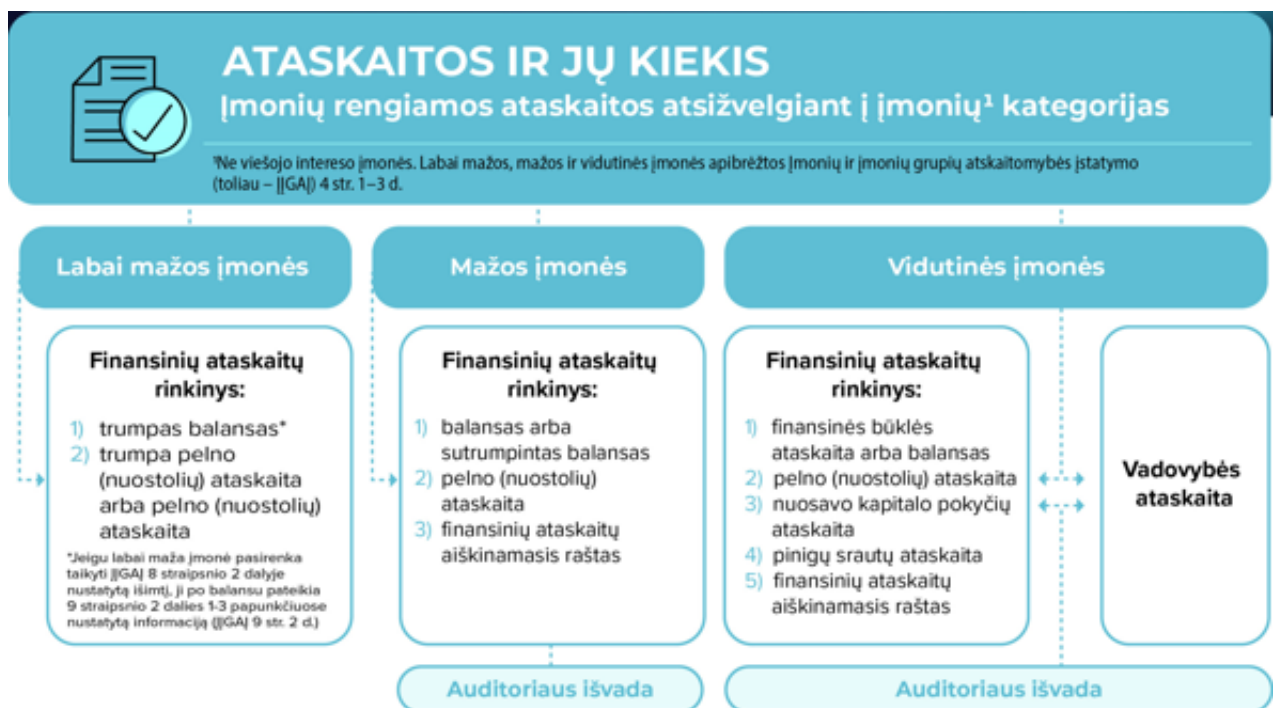 ATASKAITOS IR JŲ KIEKIS
Įmonių rengiamos ataskaitos atsižvelgiant į įmonių¹ kategorijas
¹Ne viešojo intereso įmonės. Labai mažos, mažos ir vidutinės įmonės apibrėžtos Įmonių ir įmonių grupių atskaitomybės įstatymo
(toliau – ĮĮGAĮ) 4 str. 1–3 d.
Labai mažos įmonės
Finansinių ataskaitų
rinkinys:
1) trumpas balansas*
2) trumpa pelno
(nuostolių) ataskaita
arba pelno (nuostolių)
ataskaita
*Jeigu labai maža įmonė pasirenka
taikyti ĮĮGAĮ 8 straipsnio 2 dalyje
nustatytą išimtį, ji po balansu pateikia
9 straipsnio 2 dalies 1-3 papunkčiuose
nustatytą informaciją (ĮĮGAĮ 9 str. 2 d.)
Mažos įmonės
Finansinių ataskaitų
rinkinys:
1) balansas arba
sutrumpintas balansas
2) pelno (nuostolių)
ataskaita
3) finansinių ataskaitų
aiškinamasis raštas
Auditoriaus išvada
Vidutinės įmonės
Finansinių ataskaitų
rinkinys:
1) finansinės būklės
ataskaita arba balansas
2) pelno (nuostolių) ataskaita
3) nuosavo kapitalo pokyčių
ataskaita
4) pinigų srautų ataskaita
5) finansinių ataskaitų
aiškinamasis raštas
Vadovybės
ataskaita
Auditoriaus išvada